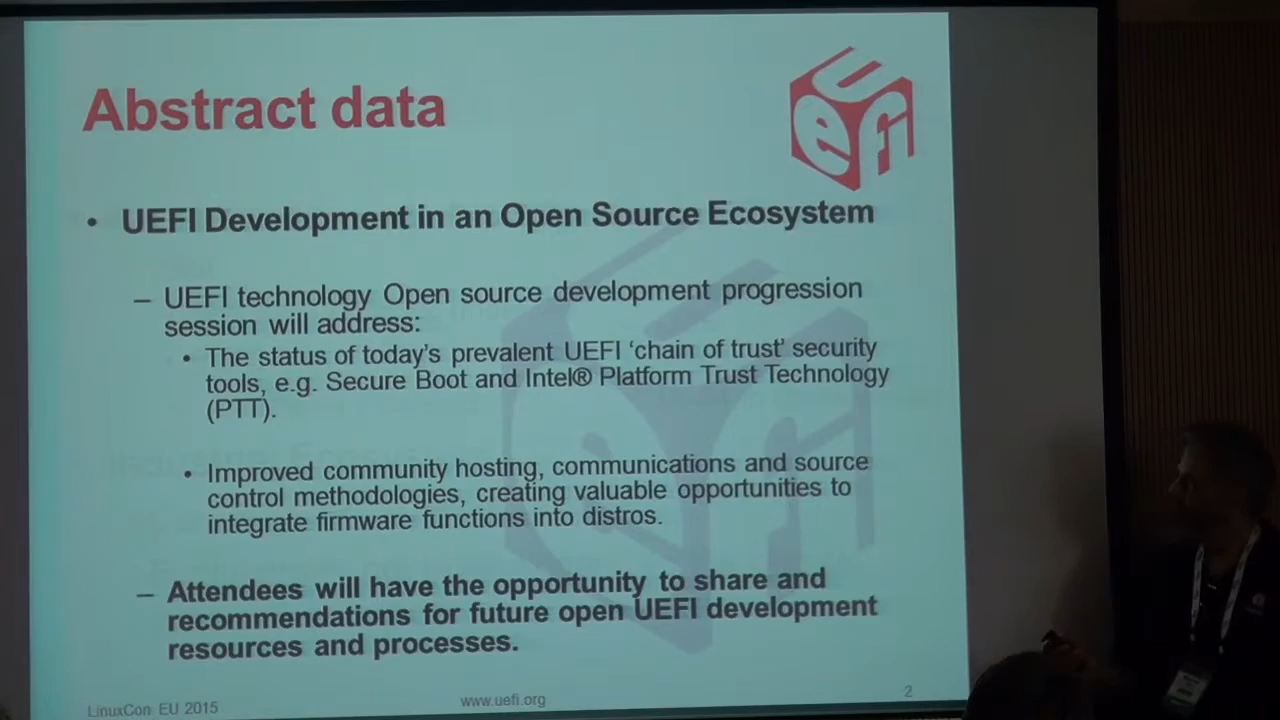 Abstract data
UEFI
• UEFI Development in an Open Source Ecosystem
– UEFI technology Open source development progression
session will address:
• The status of today's prevalent UEFI 'chain of trust' security
tools, e.g. Secure Boot and Intel® Platform Trust Technology
(PTT).
• Improved community hosting, communications and source
control methodologies, creating valuable opportunities to
integrate firmware functions into distros.
– Attendees will have the opportunity to share and
recommendations for future open UEFI development
resources and processes.
LinuxCon EU 2015
www.uefi.org
2